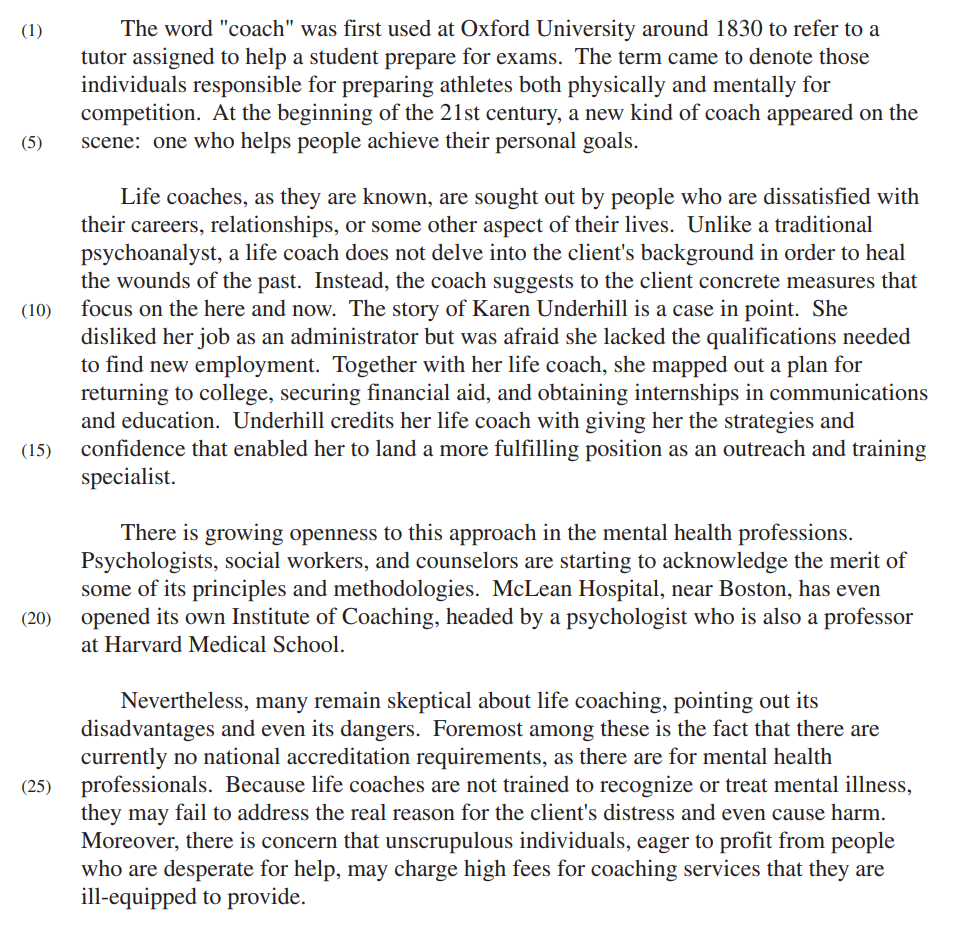 (1) The word "coach" was first used at Oxford University around 1830 to refer to a
tutor assigned to help a student prepare for exams. The term came to denote those
individuals responsible for preparing athletes both physically and mentally for
competition. At the beginning of the 21st century, a new kind of coach appeared on the
(5) scene: one who helps people achieve their personal goals.
Life coaches, as they are known, are sought out by people who are dissatisfied with
their careers, relationships, or some other aspect of their lives. Unlike a traditional
psychoanalyst, a life coach does not delve into the client's background in order to heal
the wounds of the past. Instead, the coach suggests to the client concrete measures that
(10) focus on the here and now. The story of Karen Underhill is a case in point. She
disliked her job as an administrator but was afraid she lacked the qualifications needed
to find new employment. Together with her life coach, she mapped out a plan for
returning to college, securing financial aid, and obtaining internships in communications
and education. Underhill credits her life coach with giving her the strategies and
(15) confidence that enabled her to land a more fulfilling position as an outreach and training
specialist.
There is growing openness to this approach in the mental health professions.
Psychologists, social workers, and counselors are starting to acknowledge the merit of
some of its principles and methodologies. McLean Hospital, near Boston, has even
(20) opened its own Institute of Coaching, headed by a psychologist who is also a professor
at Harvard Medical School.
Nevertheless, many remain skeptical about life coaching, pointing out its
disadvantages and even its dangers. Foremost among these is the fact that there are
currently no national accreditation requirements, as there are for mental health
(25) professionals. Because life coaches are not trained to recognize or treat mental illness,
they may fail to address the real reason for the client's distress and even cause harm.
Moreover, there is concern that unscrupulous individuals, eager to profit from people
who are desperate for help, may charge high fees for coaching services that they are
ill-equipped to provide.